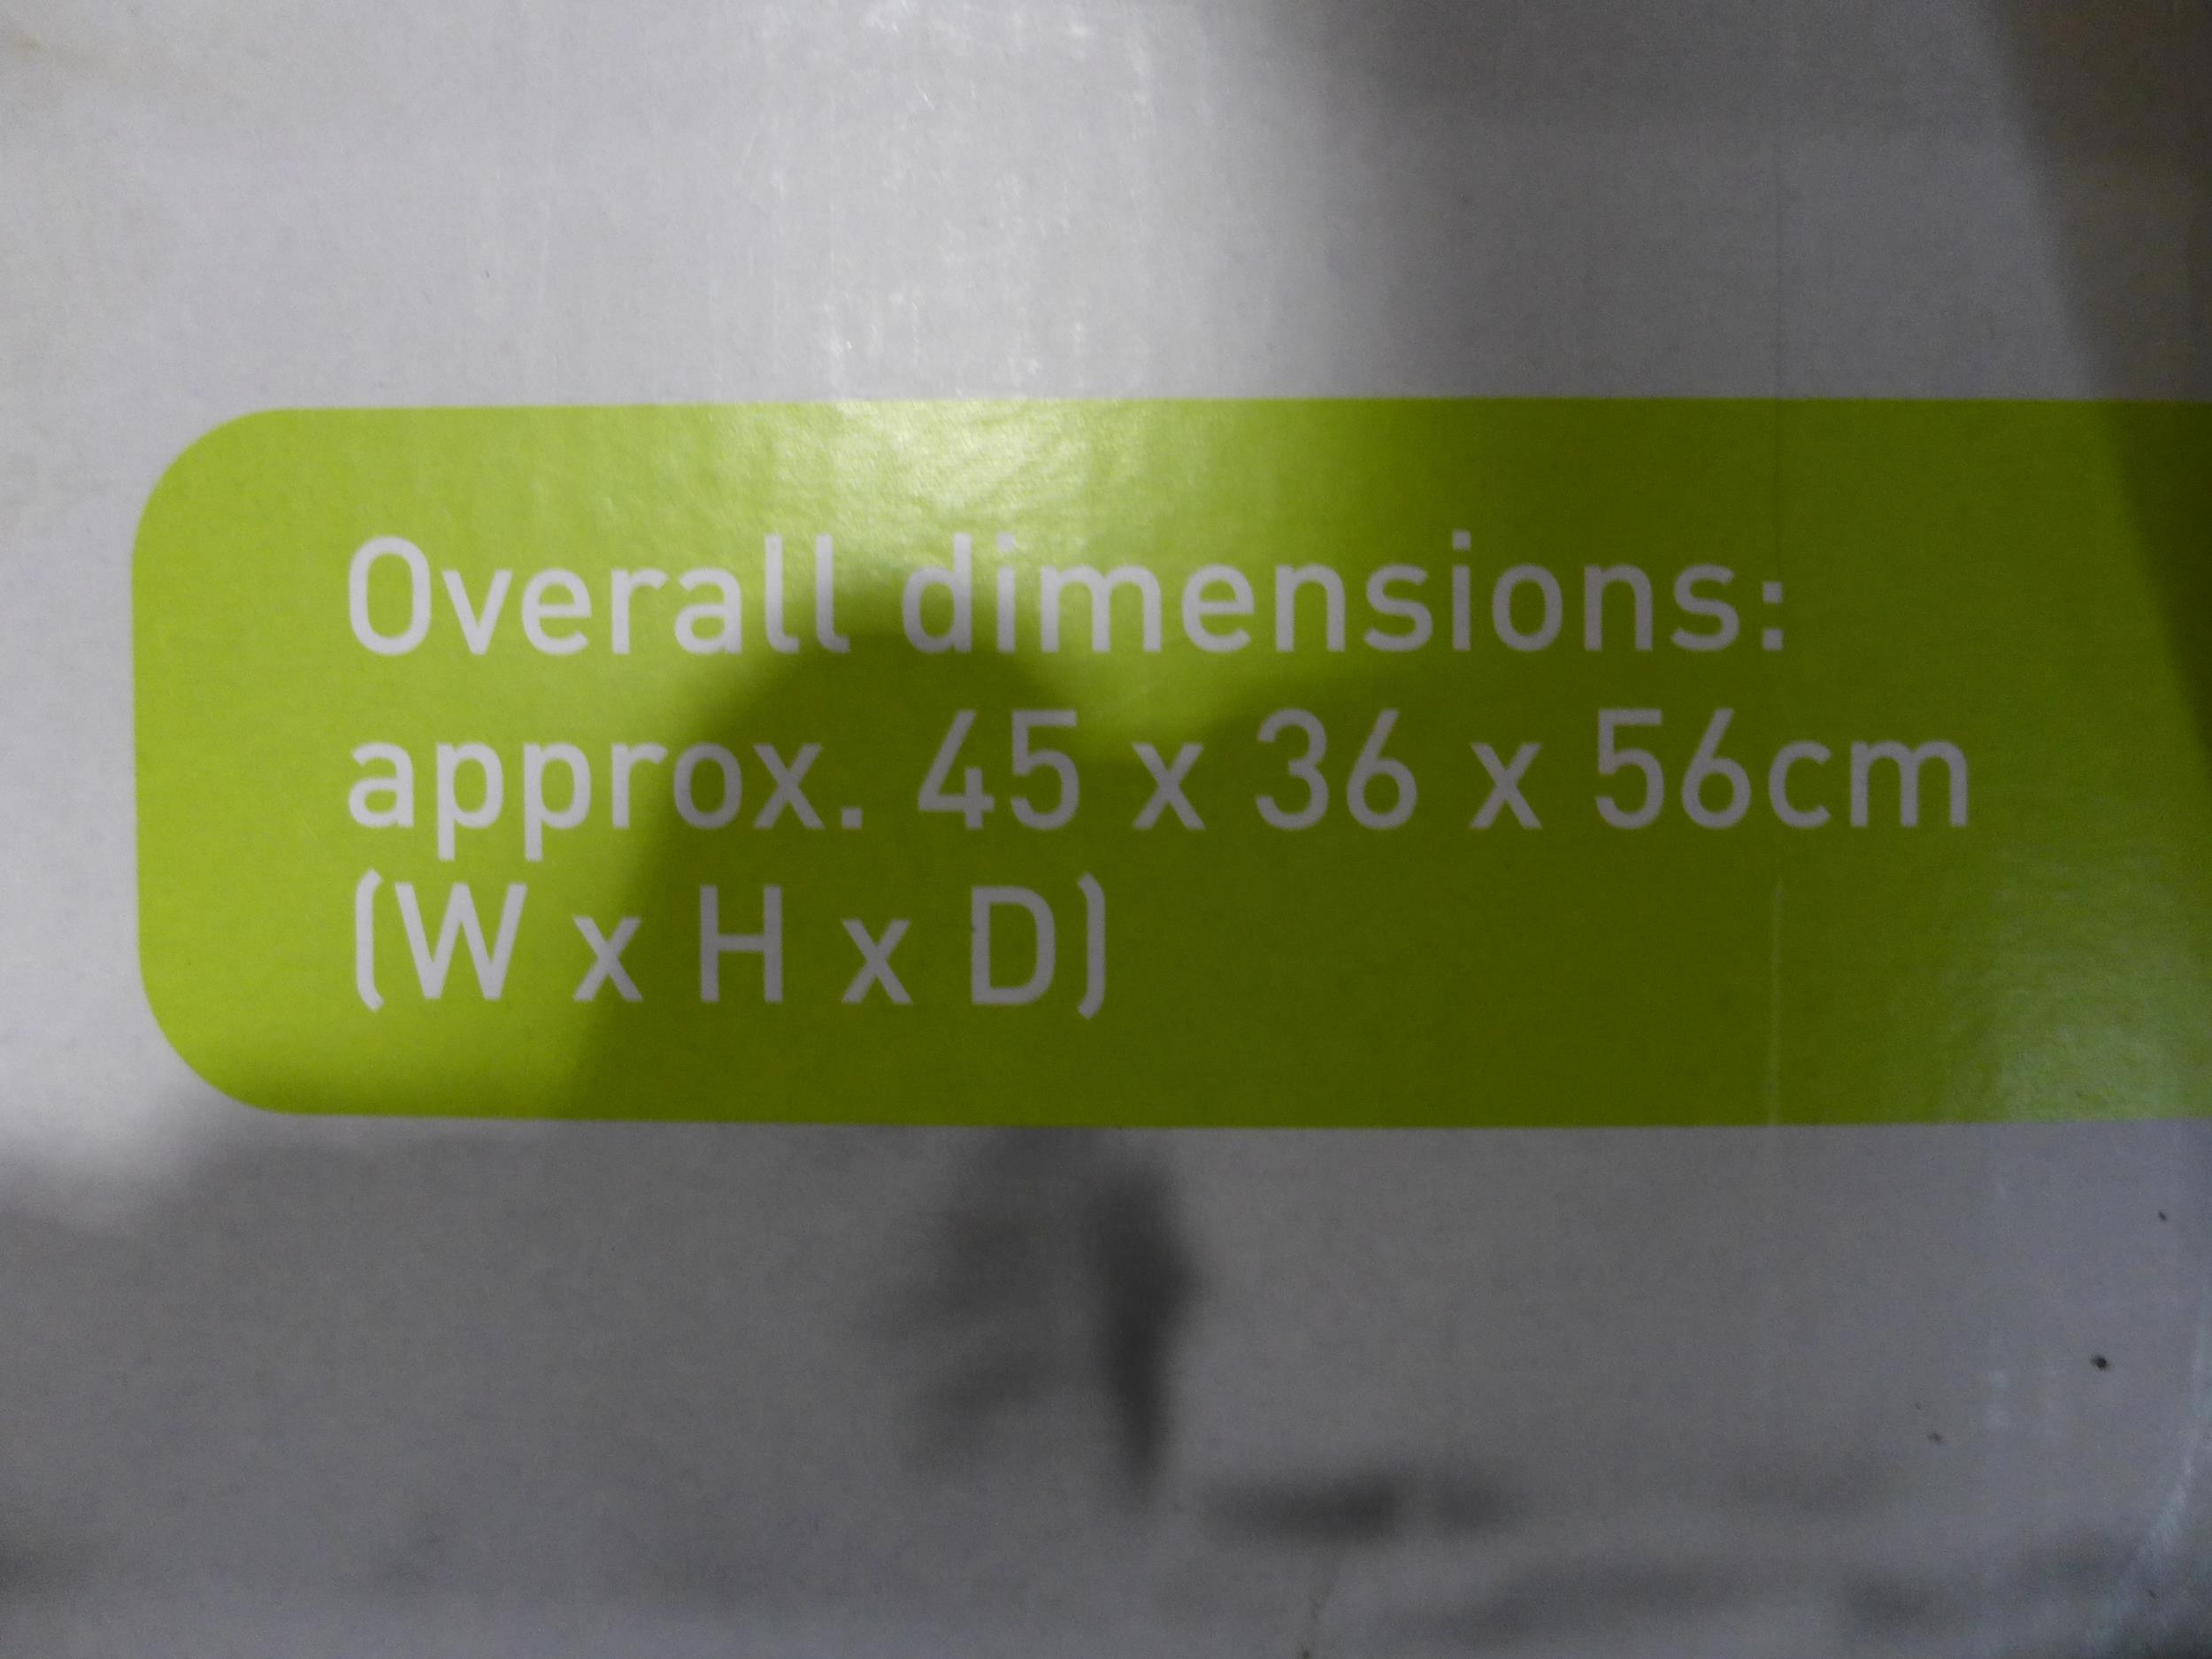 Overall dimensions:
approx. 45 x 36 x 56cm
(W x H x D)